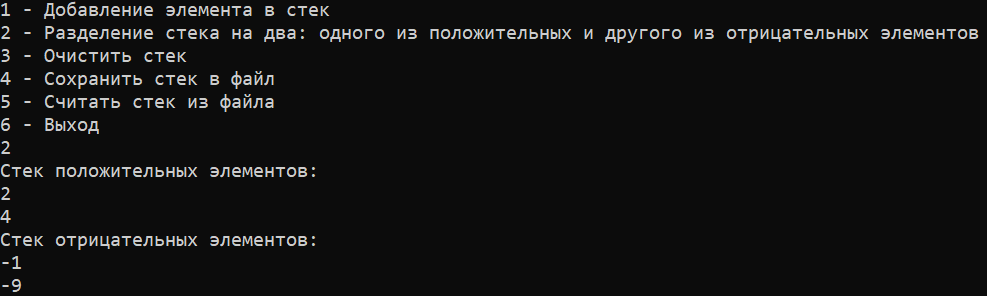 1 - Добавление элемента в стек
2 - Разделение стека на два: одного из положительных и другого из отрицательных элементов
3 - Очистить стек
4 - Сохранить стек в файл
5 - Считать стек из файла
6 - Выход
2
Стек положительных элементов:
2
4
Стек отрицательных элементов:
-1
-9